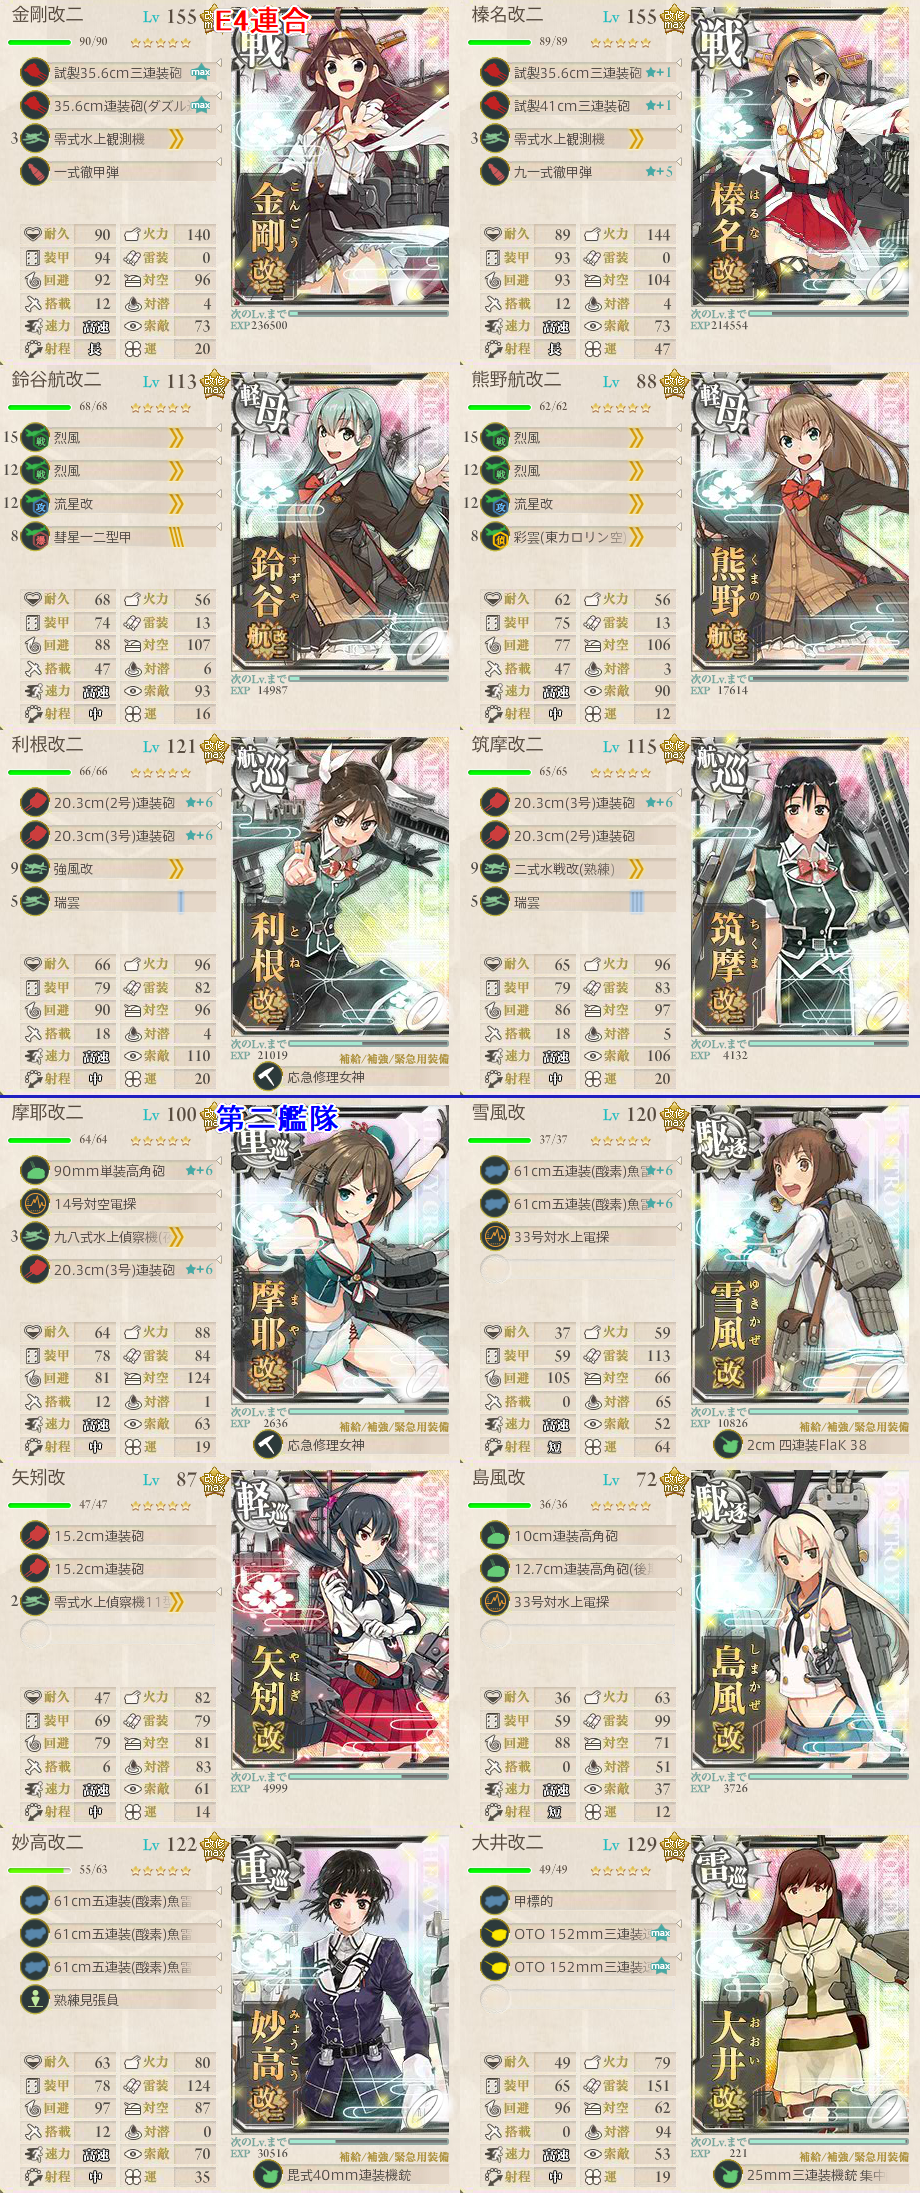 金剛改二 Lv 155 改修max
E4連合
90/90
試製35.6cm三連装砲 max
35.6cm連装砲(ダズル max
3 零式水上観測機
一式徹甲弾
耐久 90 火力 140
装甲 94 雷装 0
回避 92 対空 96
搭載 12 対潜 4
速力 高速 索敵 73
射程 長 運 20
戦
金剛改二
こんごう
次のLv.まで
EXP 236500
榛名改二 Lv 155 改修max
89/89
試製35.6cm三連装砲 ★+1
試製41cm三連装砲 ★+1
3 零式水上観測機
九一式徹甲弾 ★+5
耐久 89 火力 144
装甲 93 雷装 0
回避 93 対空 104
搭載 12 対潜 4
速力 高速 索敵 73
射程 長 運 47
戦
榛名改二
はるな
次のLv.まで
EXP 214554
鈴谷航改二 Lv 113 改修max
68/68
15 烈風
12 烈風
12 流星改
8 彗星一二型甲
耐久 68 火力 56
装甲 74 雷装 13
回避 88 対空 107
搭載 47 対潜 6
速力 高速 索敵 93
射程 中 運 16
軽母
鈴谷航改二
すずや
次のLv.まで
EXP 14987
熊野航改二 Lv 88 改修max
62/62
15 烈風
12 烈風
12 流星改
8 彩雲(東カロリン空)
耐久 62 火力 56
装甲 75 雷装 13
回避 77 対空 106
搭載 47 対潜 3
速力 高速 索敵 90
射程 中 運 12
軽母
熊野航改二
くまの
次のLv.まで
EXP 17614
利根改二 Lv 121 改修max
66/66
20.3cm(2号)連装砲 ★+6
20.3cm(3号)連装砲 ★+6
9 強風改
5 瑞雲
耐久 66 火力 96
装甲 79 雷装 82
回避 90 対空 96
搭載 18 対潜 4
速力 高速 索敵 110
射程 中 運 20
航巡
利根改二
とね
次のLv.まで
EXP 21019
補給/補強/緊急用装備
応急修理女神
筑摩改二 Lv 115 改修max
65/65
20.3cm(3号)連装砲 ★+6
20.3cm(2号)連装砲
9 二式水戦改(熟練)
5 瑞雲
耐久 65 火力 96
装甲 79 雷装 83
回避 86 対空 97
搭載 18 対潜 5
速力 高速 索敵 106
射程 中 運 20
航巡
筑摩改二
ちくま
次のLv.まで
EXP 4132
摩耶改二 Lv 100
第二艦隊
64/64
90mm単装高角砲 ★+6
14号対空電探
3 九八式水上偵察機(
20.3cm(3号)連装砲 ★+6
耐久 64 火力 88
装甲 78 雷装 84
回避 81 対空 124
搭載 12 対潜 1
速力 高速 索敵 63
射程 中 運 19
重巡
摩耶改二
まや
次のLv.まで
EXP 2636
補給/補強/緊急用装備
応急修理女神
雪風改 Lv 120 改修max
37/37
61cm五連装(酸素)魚雷 ★+6
61cm五連装(酸素)魚雷 ★+6
33号対水上電探
耐久 37 火力 59
装甲 59 雷装 113
回避 105 対空 66
搭載 0 対潜 65
速力 高速 索敵 52
射程 短 運 64
駆逐
雪風改
ゆきかぜ
次のLv.まで
EXP 10826
補給/補強/緊急用装備
2cm 四連装FlaK 38
矢矧改 Lv 87 改修max
47/47
15.2cm連装砲
15.2cm連装砲
2 零式水上偵察機11型
耐久 47 火力 82
装甲 69 雷装 79
回避 79 対空 81
搭載 6 対潜 83
速力 高速 索敵 61
射程 中 運 14
軽巡
矢矧改
やはぎ
次のLv.まで
EXP 4999
島風改 Lv 72 改修max
36/36
10cm連装高角砲
12.7cm連装高角砲(後
33号対水上電探
耐久 36 火力 63
装甲 59 雷装 99
回避 88 対空 71
搭載 0 対潜 51
速力 高速 索敵 37
射程 短 運 12
駆逐
島風改
しまかぜ
次のLv.まで
EXP 3726
妙高改二 Lv 122 改修max
55/63
61cm五連装(酸素)魚雷
61cm五連装(酸素)魚雷
61cm五連装(酸素)魚雷
熟練見張員
耐久 63 火力 80
装甲 78 雷装 124
回避 97 対空 87
搭載 12 対潜 0
速力 高速 索敵 70
射程 中 運 35
重巡
妙高改二
みょうこう
次のLv.まで
EXP 30516
補給/補強/緊急用装備
毘式40mm連装機銃
大井改二 Lv 129 改修max
49/49
甲標的
OTO 152mm三連装速 max
OTO 152mm三連装速 max
耐久 49 火力 79
装甲 65 雷装 151
回避 96 対空 62
搭載 0 対潜 94
速力 高速 索敵 53
射程 中 運 19
雷巡
大井改二
おおい
次のLv.まで
EXP 221
補給/補強/緊急用装備
25mm三連装機銃 集中